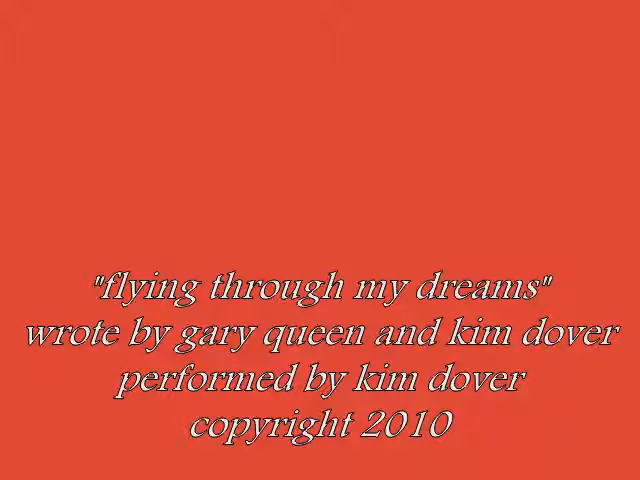 "flying through my dreams"
wrote by gary queen and kim dover
performed by kim dover
copyright 2010